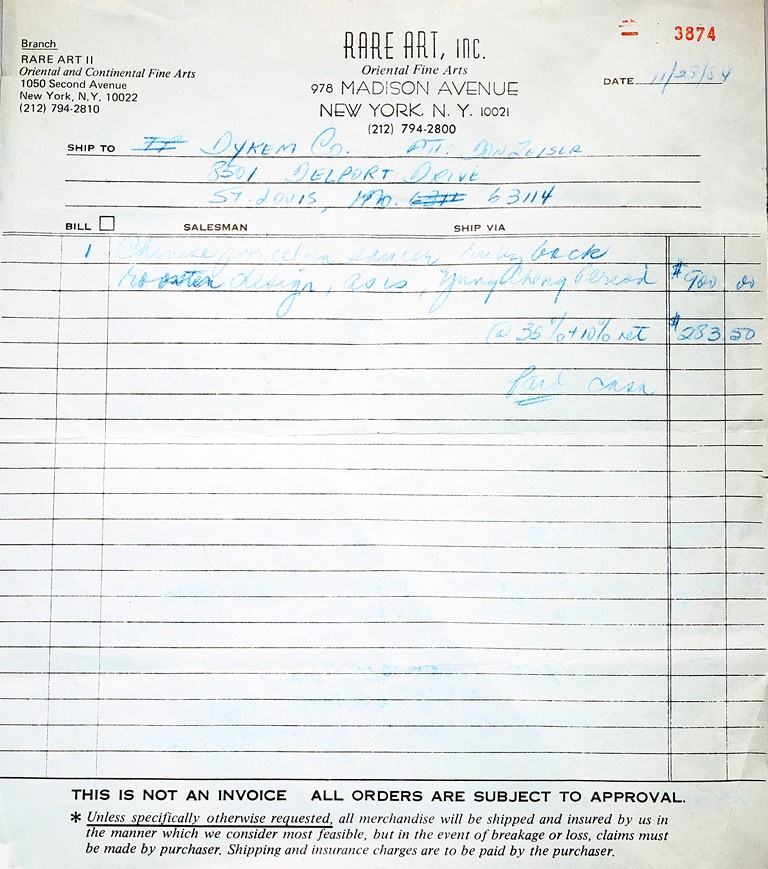 Branch
RARE ART II
Oriental and Continental Fine Arts
1050 Second Avenue
New York, N.Y. 10022
(212) 794-2810
RARE ART, INC.
Oriental Fine Arts
978 MADISON AVENUE
NEW YORK, N. Y. 10021
(212) 794-2800
3874
DATE 11/28/84
SHIP TO DYKEM CO. ATT:
8501 DELPORT DRIVE
ST. LOUIS, MO. 63114
BILL SALESMAN SHIP VIA
1 Chinese porcelain saucer ruby back
rooster design, as is, Yung Cheng Period $900 00
@ 35%+10% net $283 50
Paid cash
THIS IS NOT AN INVOICE ALL ORDERS ARE SUBJECT TO APPROVAL.
* Unless specifically otherwise requested, all merchandise will be shipped and insured by us in
the manner which we consider most feasible, but in the event of breakage or loss, claims must
be made by purchaser. Shipping and insurance charges are to be paid by the purchaser.